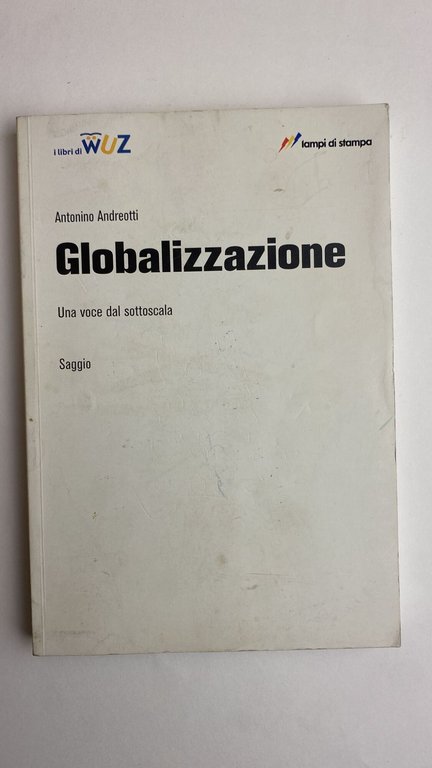 i libri di WUZ
lampi di stampa
Antonino Andreotti
Globalizzazione
Una voce dal sottoscala
Saggio